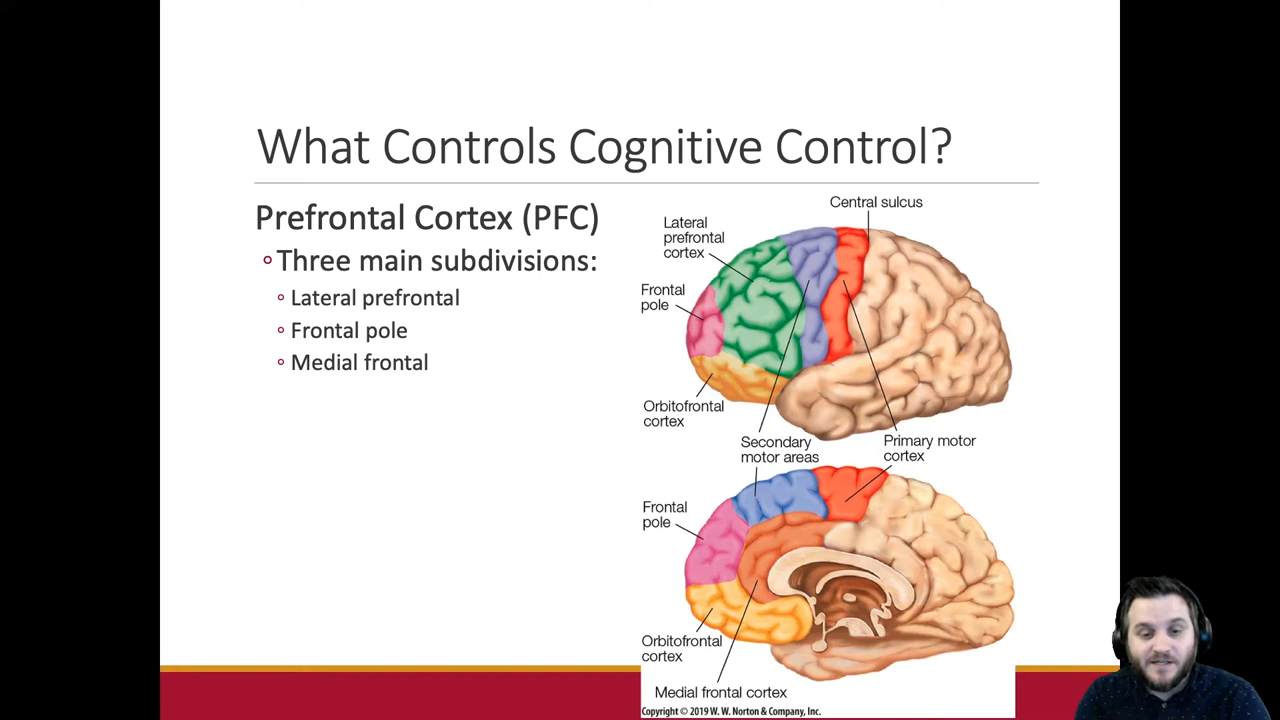 What Controls Cognitive Control?
Prefrontal Cortex (PFC)
Three main subdivisions:
Lateral prefrontal
Frontal pole
Medial frontal
Central sulcus
Lateral
prefrontal
cortex
Frontal
pole
Orbitofrontal
cortex
Secondary
motor areas
Primary motor
cortex
Frontal
pole
Orbitofrontal
cortex
Medial frontal cortex
Copyright © 2019 W. W. Norton & Company, Inc.